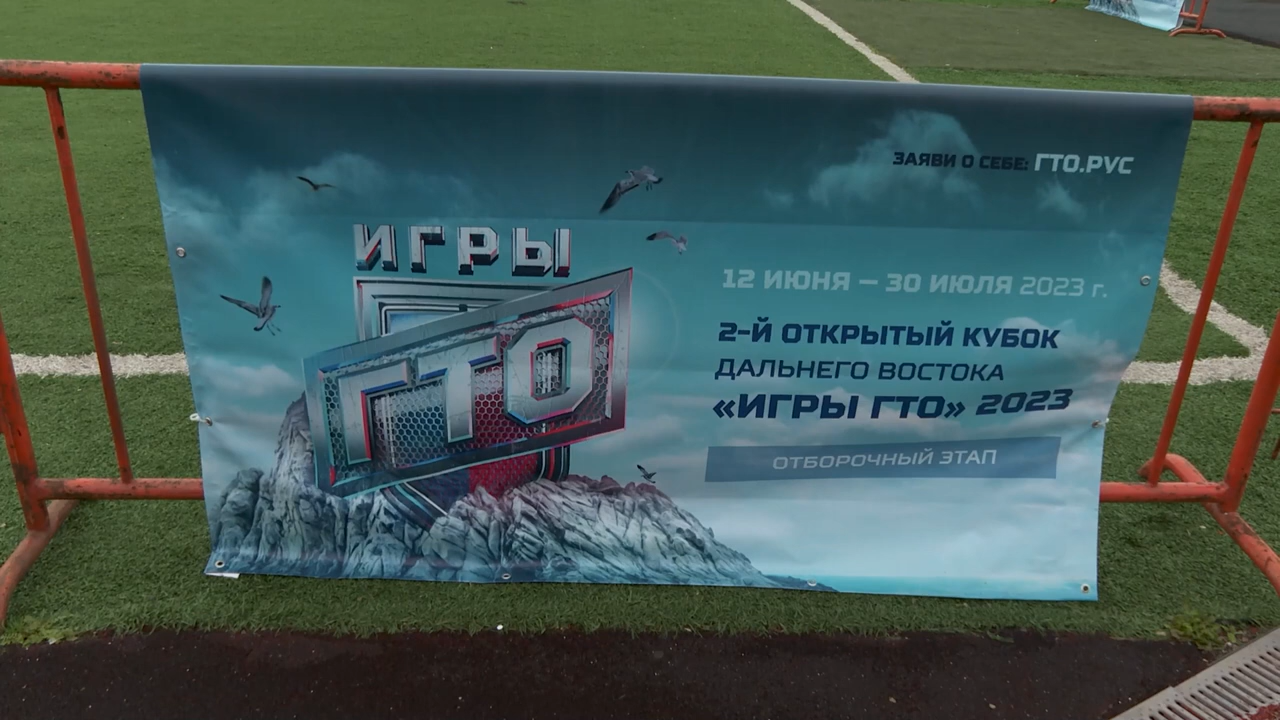 ЗАЯВИ О СЕБЕ: ГТО.РУС
ИГРЫ
ГТО
12 ИЮНЯ — 30 ИЮЛЯ 2023 г.
2-Й ОТКРЫТЫЙ КУБОК
ДАЛЬНЕГО ВОСТОКА
«ИГРЫ ГТО» 2023
ОТБОРОЧНЫЙ ЭТАП